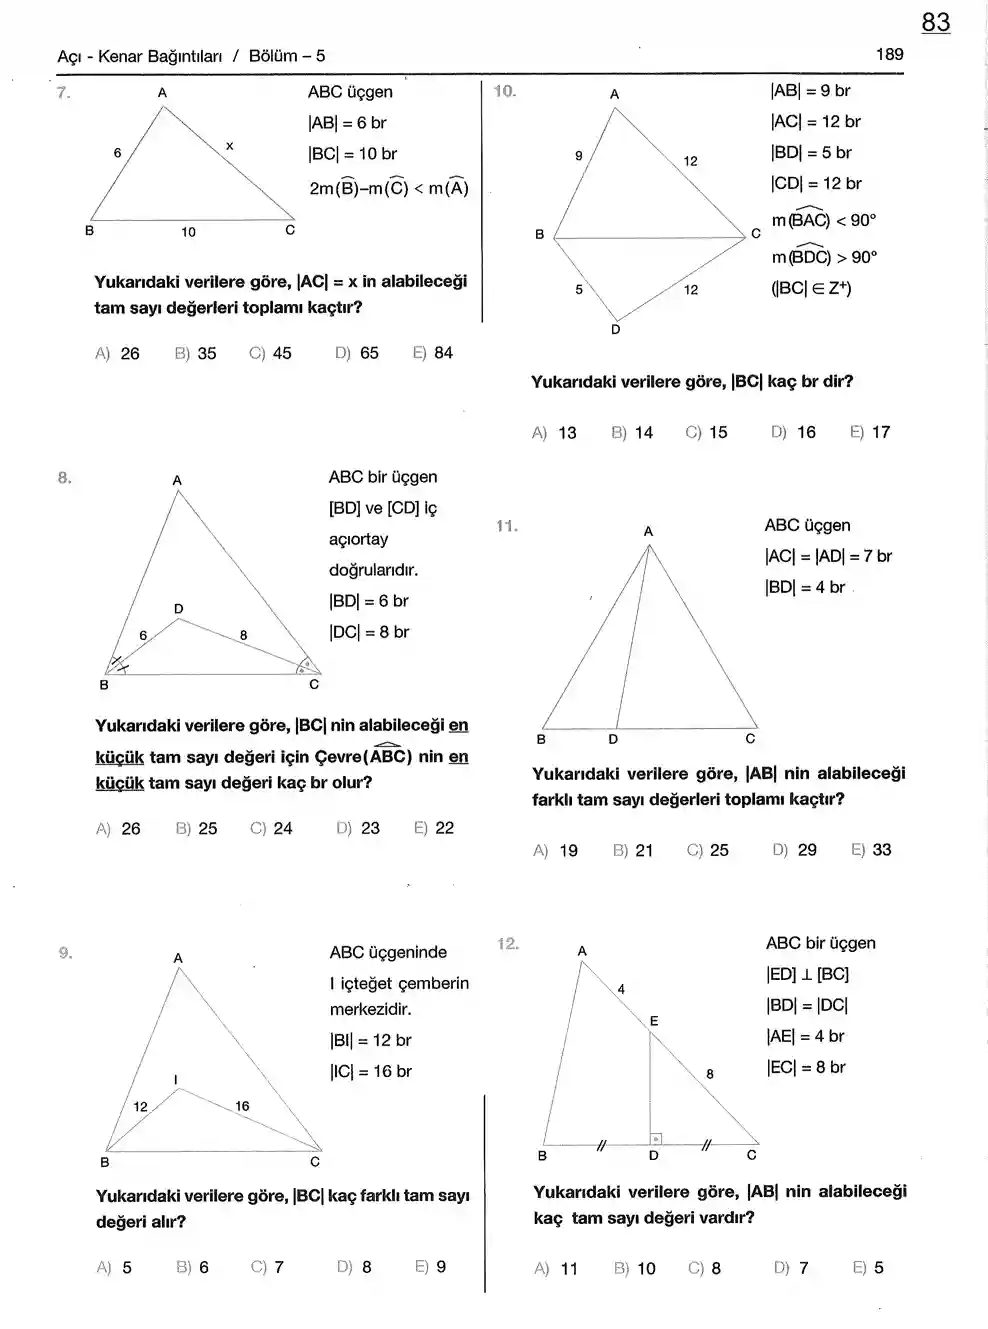 83
Açı - Kenar Bağıntıları / Bölüm – 5
189
7.
A
6
x
B
10
C
ABC üçgen
|AB| = 6 br
|BC| = 10 br
2m(B)–m(C) < m(A)
Yukarıdaki verilere göre, |AC| = x in alabileceği
tam sayı değerleri toplamı kaçtır?
A) 26 B) 35 C) 45 D) 65 E) 84
8.
A
D
6
8
B
C
ABC bir üçgen
[BD] ve [CD] iç
açıortay
doğrularıdır.
|BD| = 6 br
|DC| = 8 br
Yukarıdaki verilere göre, |BC| nin alabileceği en
küçük tam sayı değeri için Çevre(ABC) nin en
küçük tam sayı değeri kaç br olur?
A) 26 B) 25 C) 24 D) 23 E) 22
9.
A
I
12
16
B
C
ABC üçgeninde
I içteğet çemberin
merkezidir.
|BI| = 12 br
|IC| = 16 br
Yukarıdaki verilere göre, |BC| kaç farklı tam sayı
değeri alır?
A) 5 B) 6 C) 7 D) 8 E) 9
10.
A
9
12
B
C
5
12
D
|AB| = 9 br
|AC| = 12 br
|BD| = 5 br
|CD| = 12 br
m(BAC) < 90°
m(BDC) > 90°
(|BC| ∈ Z⁺)
Yukarıdaki verilere göre, |BC| kaç br dir?
A) 13 B) 14 C) 15 D) 16 E) 17
11.
A
B
D
C
ABC üçgen
|AC| = |AD| = 7 br
|BD| = 4 br
Yukarıdaki verilere göre, |AB| nin alabileceği
farklı tam sayı değerleri toplamı kaçtır?
A) 19 B) 21 C) 25 D) 29 E) 33
12.
A
4
E
8
B
D
C
ABC bir üçgen
|ED] ⊥ [BC]
|BD| = |DC|
|AE| = 4 br
|EC| = 8 br
Yukarıdaki verilere göre, |AB| nin alabileceği
kaç tam sayı değeri vardır?
A) 11 B) 10 C) 8 D) 7 E) 5